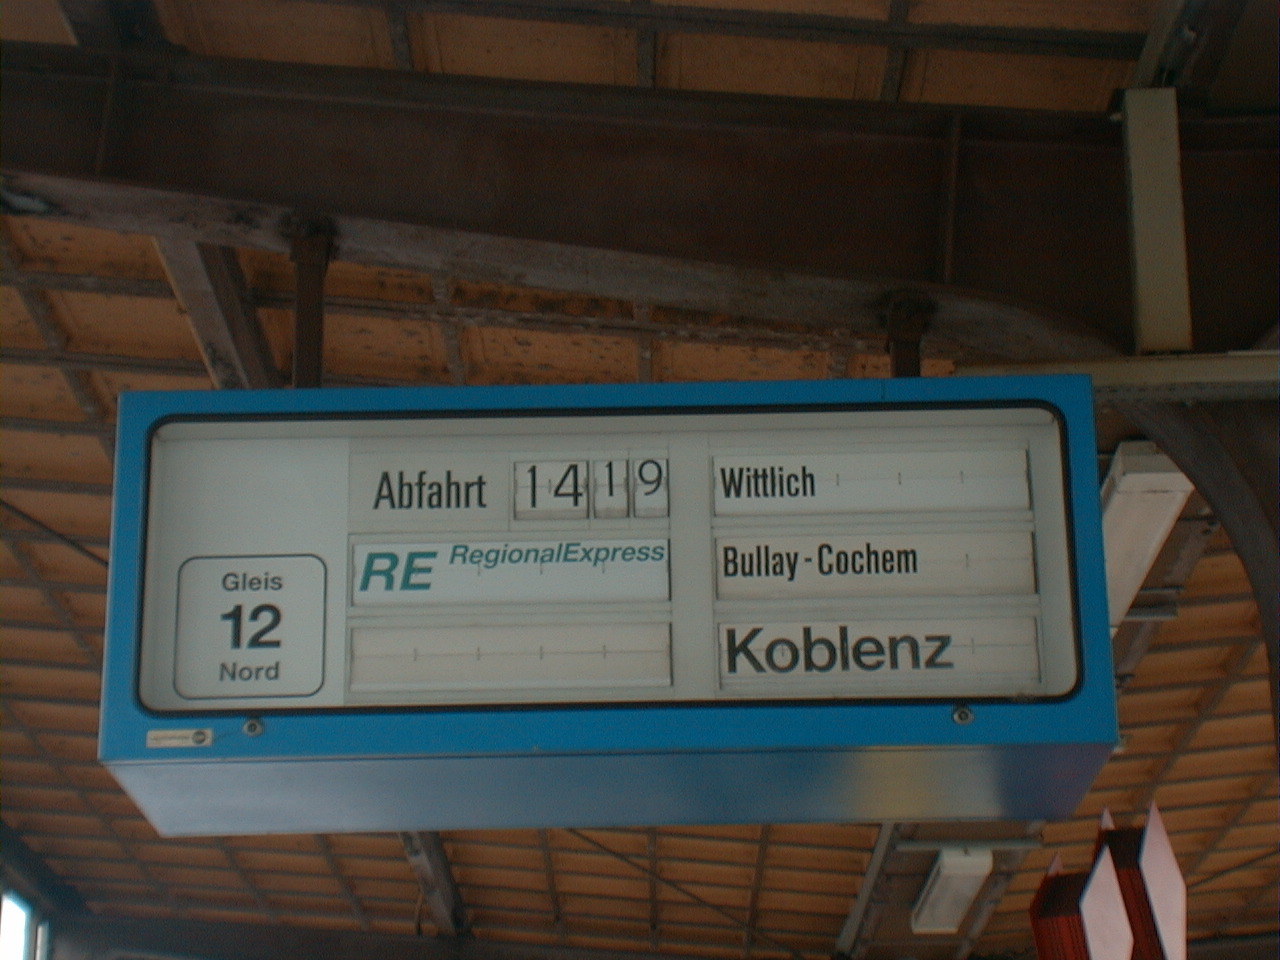 Abfahrt 14 19
RE RegionalExpress
Gleis
12
Nord
Wittlich
Bullay - Cochem
Koblenz